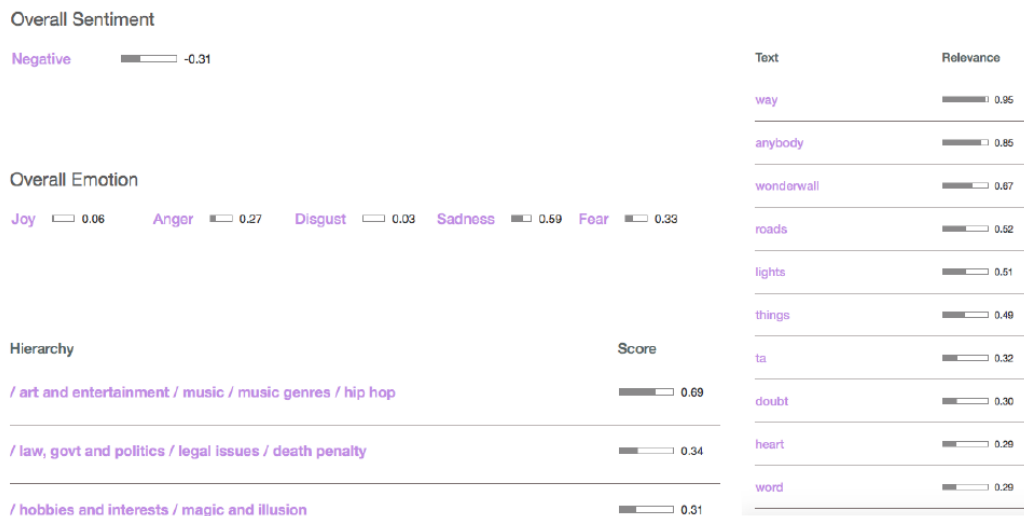 Overall Sentiment
Negative -0.31
Overall Emotion
Joy 0.06 Anger 0.27 Disgust 0.03 Sadness 0.59 Fear 0.33
Hierarchy Score
/ art and entertainment / music / music genres / hip hop 0.69
/ law, govt and politics / legal issues / death penalty 0.34
/ hobbies and interests / magic and illusion 0.31
Text Relevance
way 0.95
anybody 0.85
wonderwall 0.67
roads 0.52
lights 0.51
things 0.49
ta 0.32
doubt 0.30
heart 0.29
word 0.29